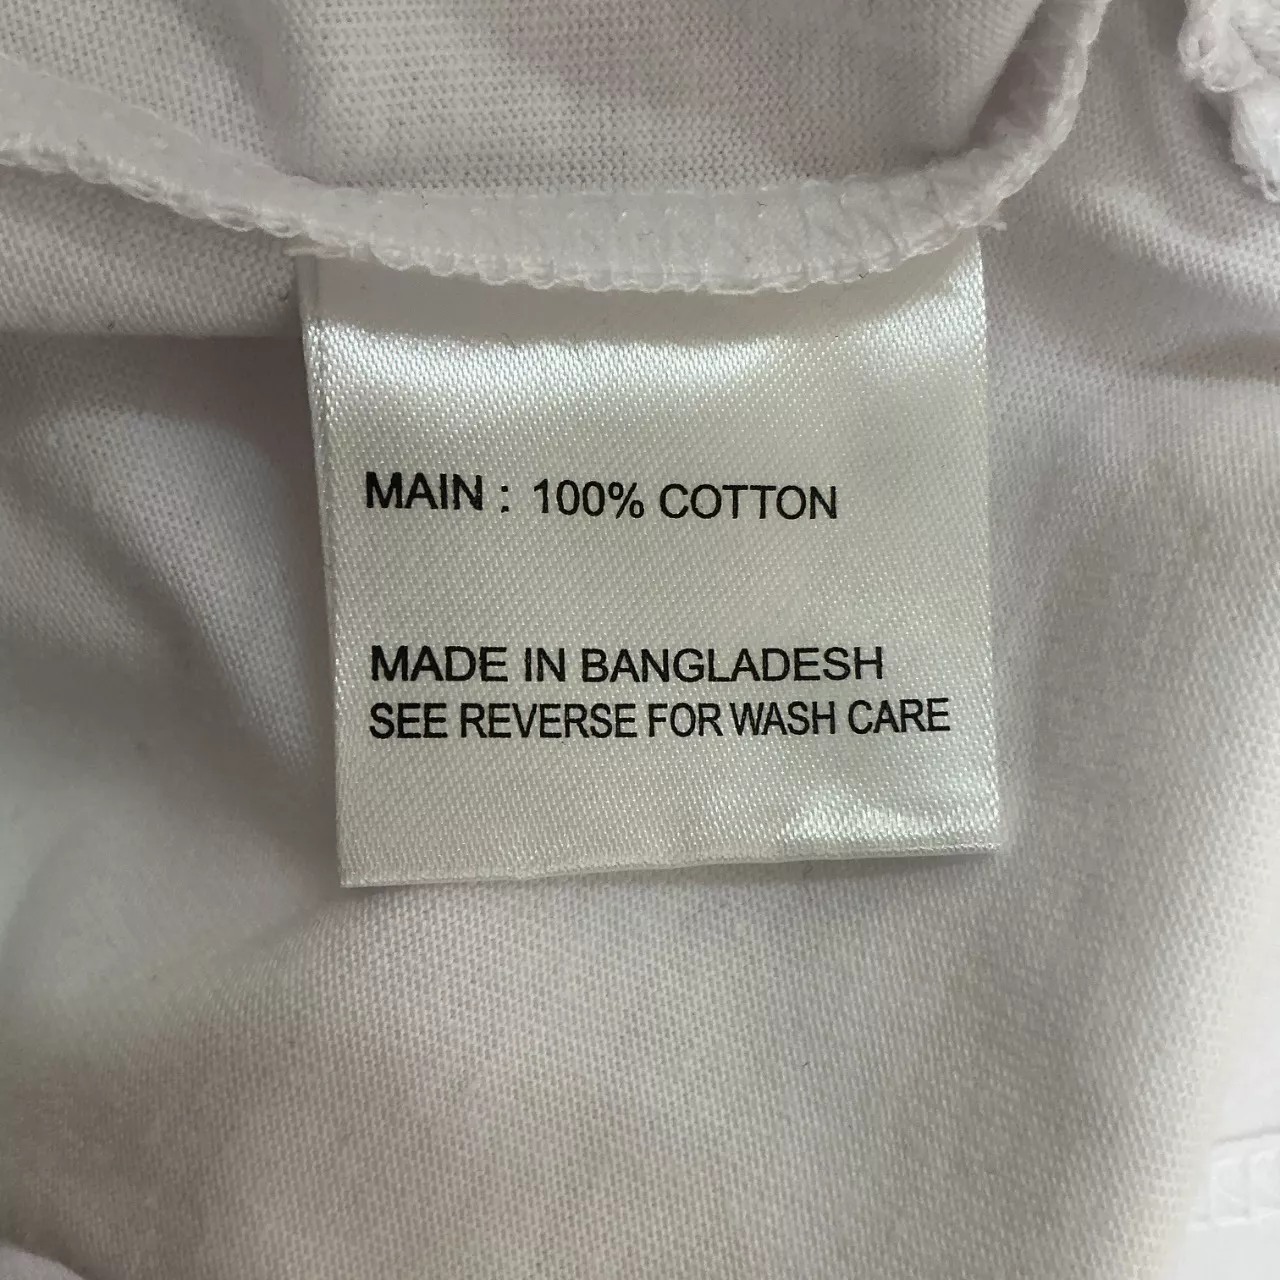 MAIN : 100% COTTON
MADE IN BANGLADESH
SEE REVERSE FOR WASH CARE